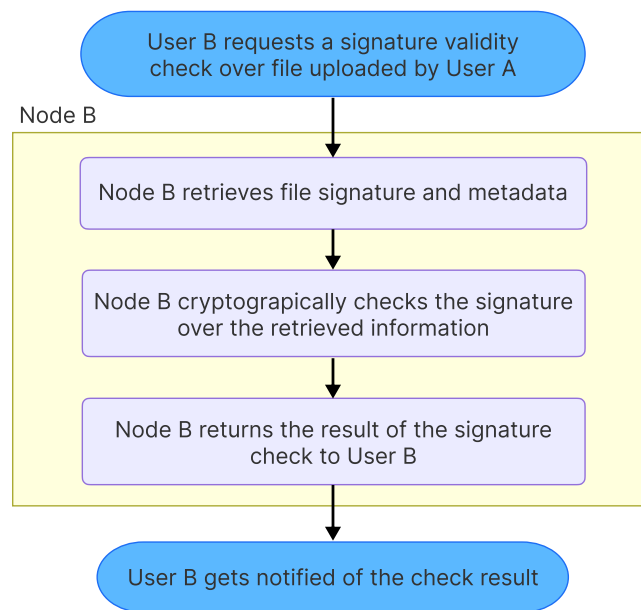 User B requests a signature validity
check over file uploaded by User A
Node B
Node B retrieves file signature and metadata
Node B cryptograpically checks the signature
over the retrieved information
Node B returns the result of the signature
check to User B
User B gets notified of the check result